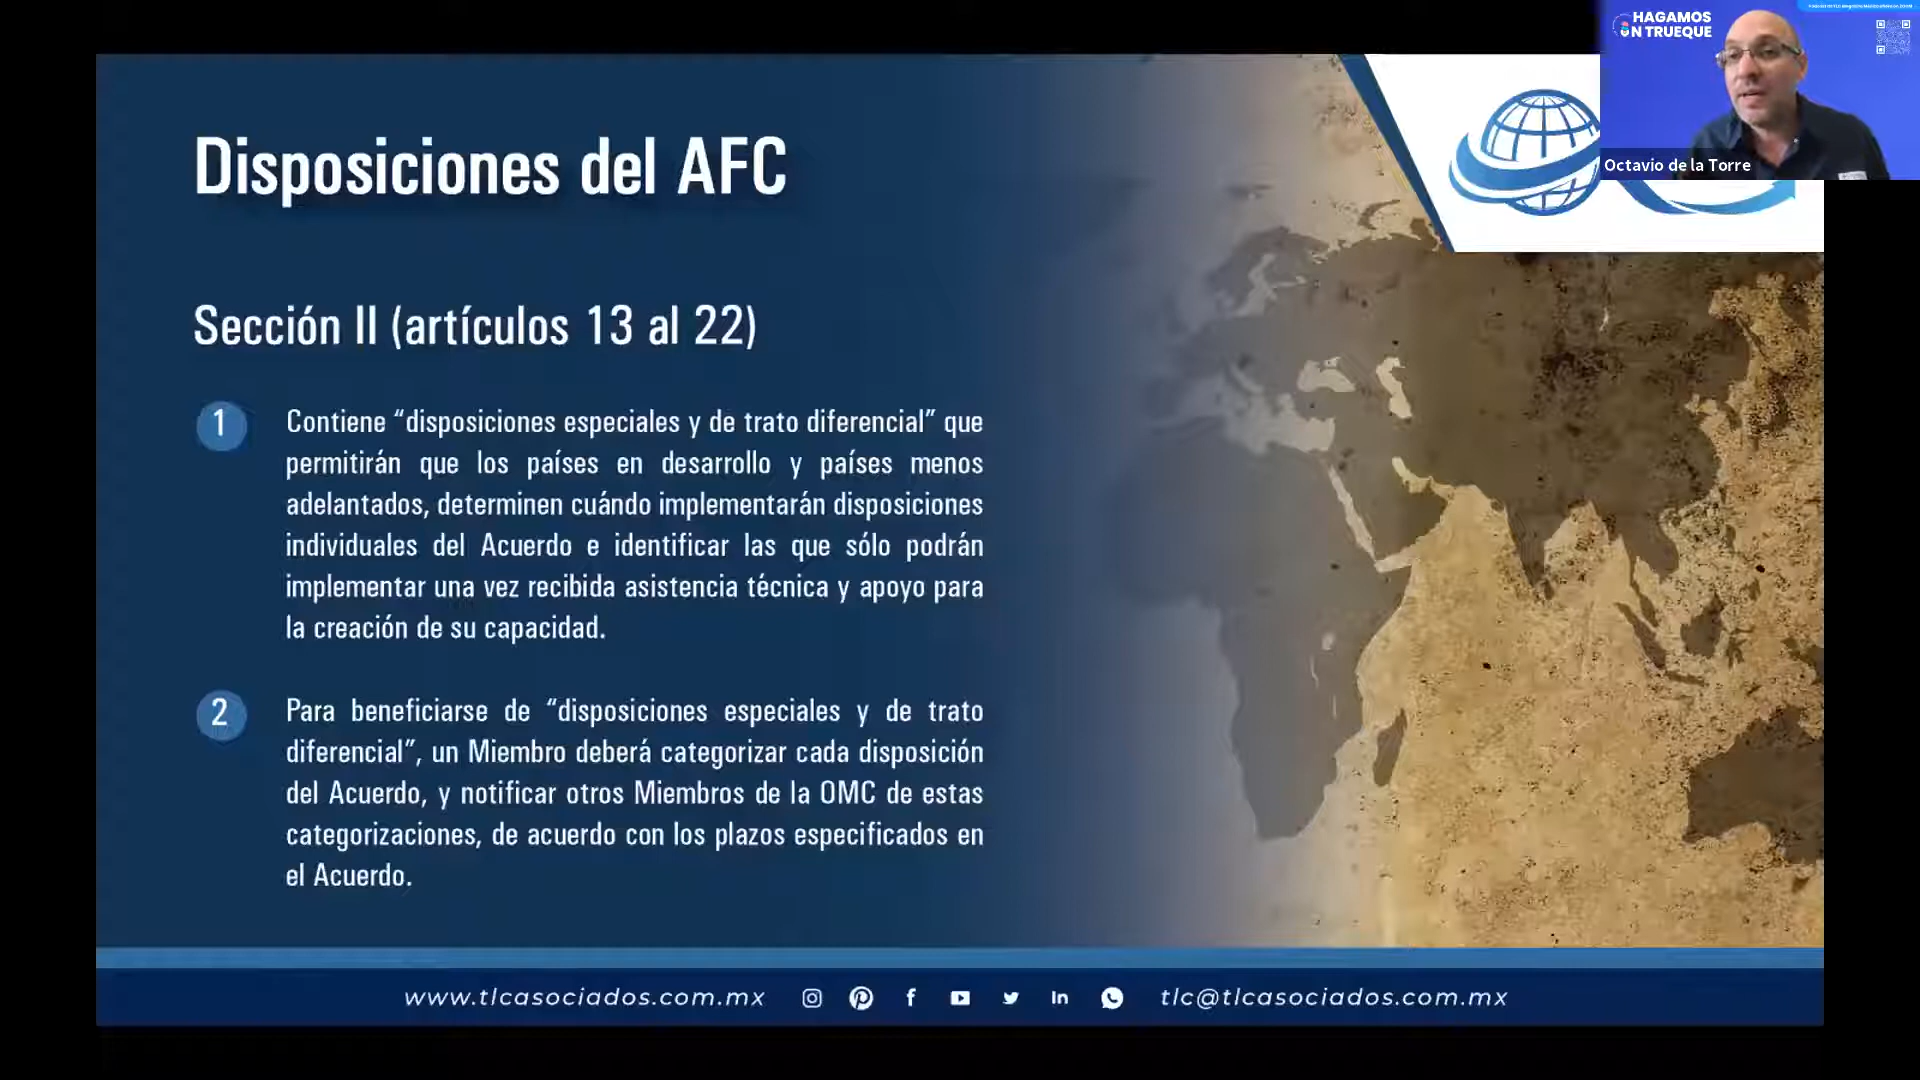 HAGAMOS
UN TRUEQUE
Octavio de la Torre
Disposiciones del AFC
Sección II (artículos 13 al 22)
1
Contiene “disposiciones especiales y de trato diferencial” que
permitirán que los países en desarrollo y países menos
adelantados, determinen cuándo implementarán disposiciones
individuales del Acuerdo e identificar las que sólo podrán
implementar una vez recibida asistencia técnica y apoyo para
la creación de su capacidad.
2
Para beneficiarse de “disposiciones especiales y de trato
diferencial”, un Miembro deberá categorizar cada disposición
del Acuerdo, y notificar otros Miembros de la OMC de estas
categorizaciones, de acuerdo con los plazos especificados en
el Acuerdo.
www.tlcasociados.com.mx
tlc@tlcasociados.com.mx